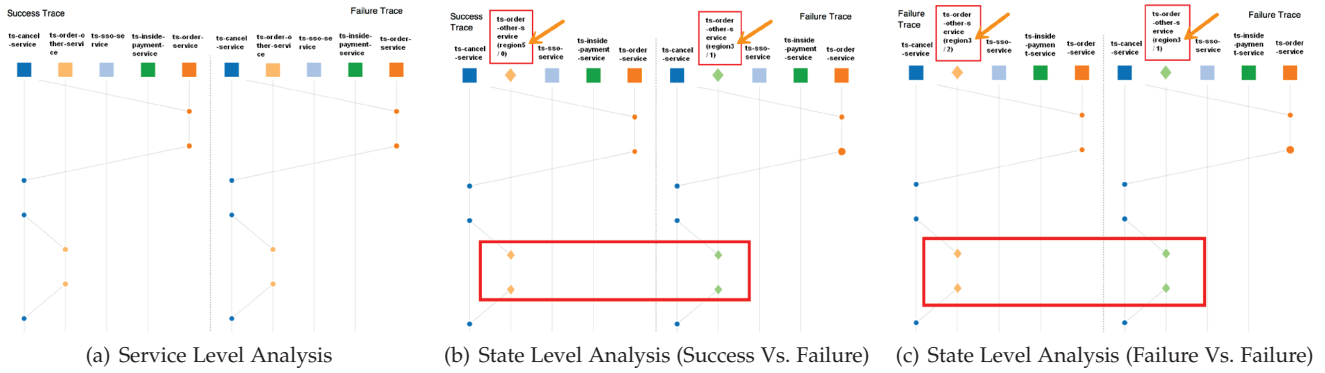 Success Trace
Failure Trace
ts-cancel
-service
ts-order-o
ther-servi
ce
ts-sso-se
rvice
ts-inside-
payment-
service
ts-order-
service
ts-cancel
-service
ts-order-o
ther-servi
ce
ts-sso-se
rvice
ts-inside-
payment-
service
ts-order-
service
(a) Service Level Analysis
Success
Trace
Failure Trace
ts-cancel
-service
ts-order
-other-s
ervice
(region5
/ 0)
ts-sso-
service
ts-inside
-payment
-service
ts-order
-service
ts-cancel
-service
ts-order
-other-s
ervice
(region3
/ 1)
ts-sso-
service
ts-inside
-payment
-service
ts-order
-service
(b) State Level Analysis (Success Vs. Failure)
Failure
Trace
Failure Trace
ts-cancel
-service
ts-order
-other-s
ervice
(region3
/ 2)
ts-sso-
service
ts-inside
-paymen
t-service
ts-order
-service
ts-cancel
-service
ts-order
-other-s
ervice
(region3
/ 1)
ts-sso-
service
ts-inside
-paymen
t-service
ts-order
-service
(c) State Level Analysis (Failure Vs. Failure)